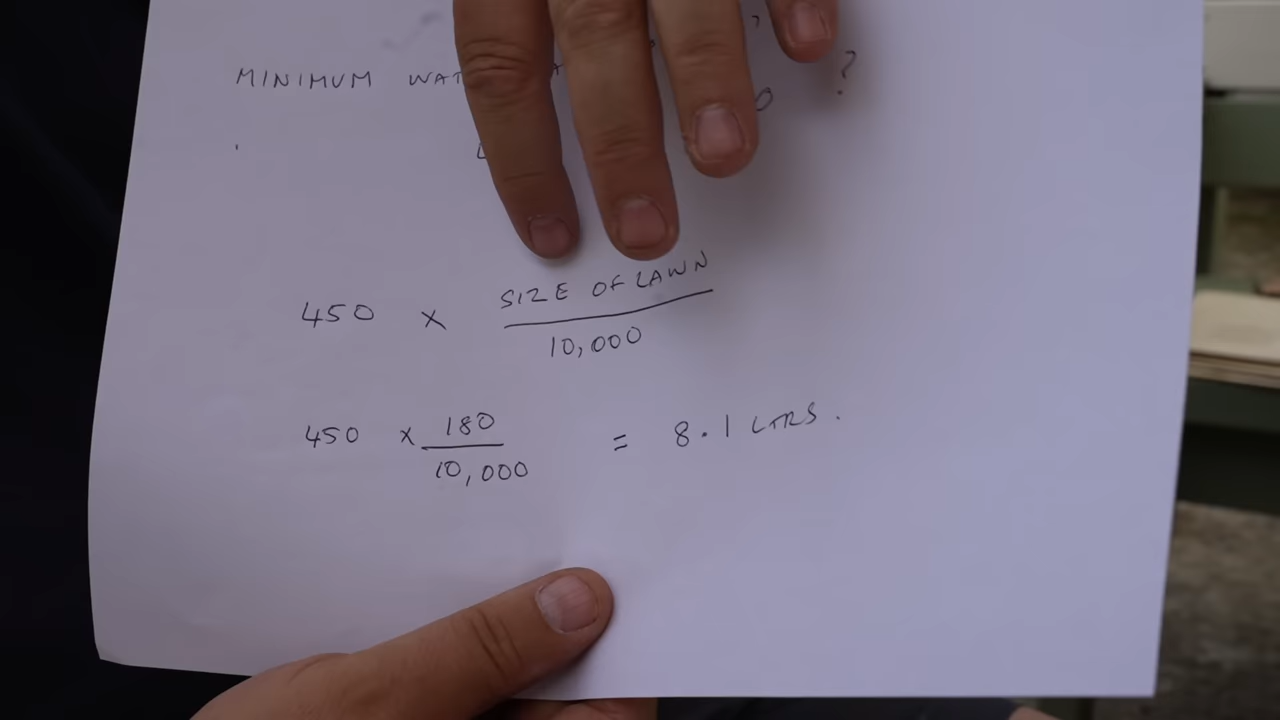 MINIMUM
?
450 × SIZE OF LAWN
10,000
450 × 180 = 8.1 LTRS.
10,000